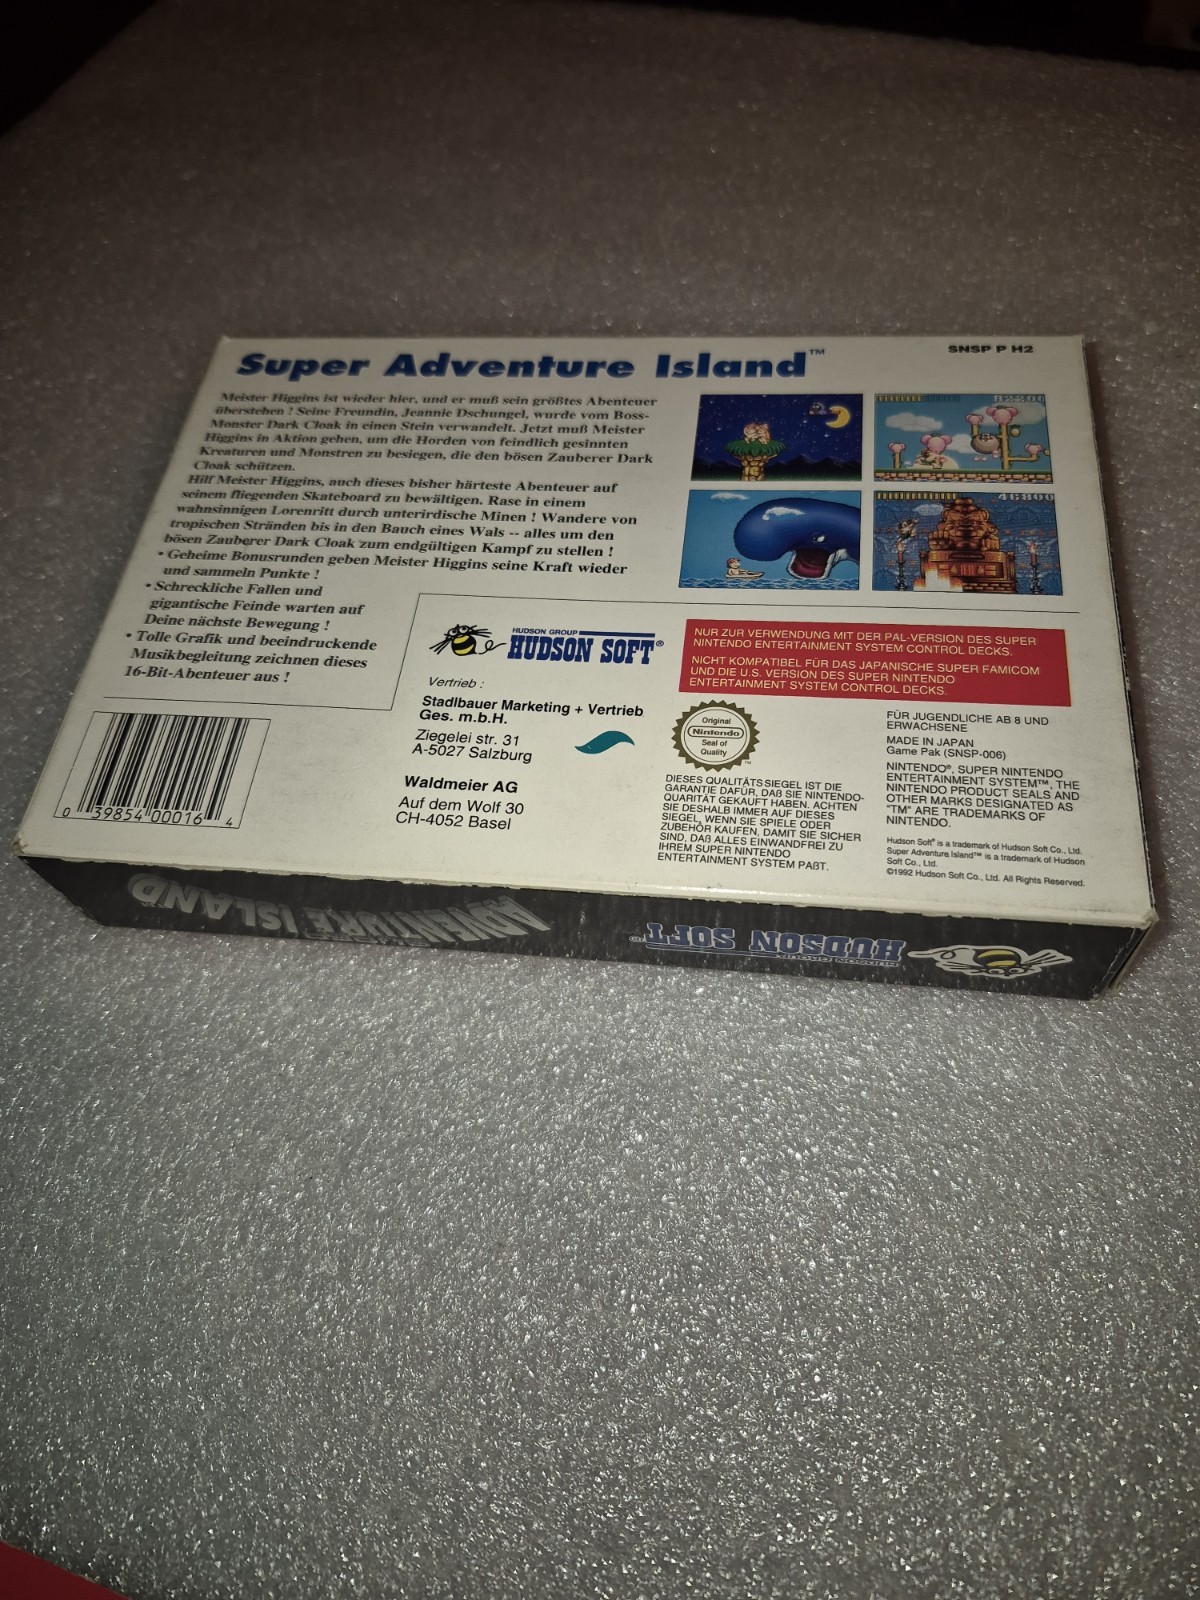 Super Adventure Island™
SNSP P H2
Meister Higgins ist wieder hier, und er muß sein größtes Abenteuer
überstehen ! Seine Freundin, Jeannie Dschungel, wurde vom Boss-
Monster Dark Cloak in einen Stein verwandelt. Jetzt muß Meister
Higgins in Aktion gehen, um die Horden von feindlich gesinnten
Kreaturen und Monstren zu besiegen, die den bösen Zauberer Dark
Cloak schützen.
Hilf Meister Higgins, auch dieses bisher härteste Abenteuer auf
seinem fliegenden Skateboard zu bewältigen. Rase in einem
wahnsinnigen Lorenritt durch unterirdische Minen ! Wandere von
tropischen Stränden bis in den Bauch eines Wals -- alles um den
bösen Zauberer Dark Cloak zum endgültigen Kampf zu stellen !
• Geheime Bonusrunden geben Meister Higgins seine Kraft wieder
und sammeln Punkte !
• Schreckliche Fallen und
gigantische Feinde warten auf
Deine nächste Bewegung !
• Tolle Grafik und beeindruckende
Musikbegleitung zeichnen dieses
16-Bit-Abenteuer aus !
46800
HUDSON GROUP
HUDSON SOFT®
Vertrieb :
Stadlbauer Marketing + Vertrieb
Ges. m.b.H.
Ziegelei str. 31
A-5027 Salzburg
Waldmeier AG
Auf dem Wolf 30
CH-4052 Basel
NUR ZUR VERWENDUNG MIT DER PAL-VERSION DES SUPER
NINTENDO ENTERTAINMENT SYSTEM CONTROL DECKS.
NICHT KOMPATIBEL FÜR DAS JAPANISCHE SUPER FAMICOM
UND DIE U.S. VERSION DES SUPER NINTENDO
ENTERTAINMENT SYSTEM CONTROL DECKS.
Original
Nintendo
Seal of
Quality
™
DIESES QUALITÄTSSIEGEL IST DIE
GARANTIE DAFÜR, DAß SIE NINTENDO-
QUARITÄT GEKAUFT HABEN. ACHTEN
SIE DESHALB IMMER AUF DIESES
SIEGEL, WENN SIE SPIELE ODER
ZUBEHÖR KAUFEN, DAMIT SIE SICHER
SIND, DAß ALLES EINWANDFREI ZU
IHREM SUPER NINTENDO
ENTERTAINMENT SYSTEM PAßT.
FÜR JUGENDLICHE AB 8 UND
ERWACHSENE
MADE IN JAPAN
Game Pak (SNSP-006)
NINTENDO®, SUPER NINTENDO
ENTERTAINMENT SYSTEM™, THE
NINTENDO PRODUCT SEALS AND
OTHER MARKS DESIGNATED AS
"TM" ARE TRADEMARKS OF
NINTENDO.
Hudson Soft® is a trademark of Hudson Soft Co., Ltd.
Super Adventure Island™ is a trademark of Hudson
Soft Co., Ltd.
©1992 Hudson Soft Co., Ltd. All Rights Reserved.
0 39854 00016 4
ADVENTURE ISLAND
HUDSON GROUP
HUDSON SOFT®